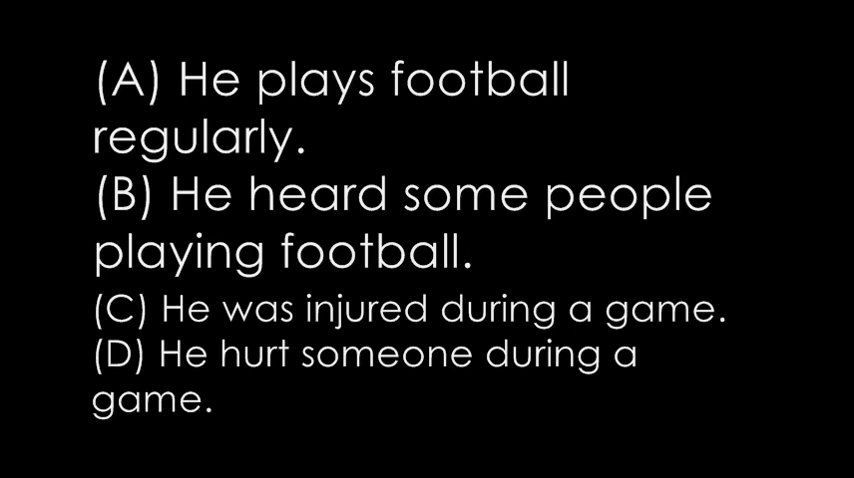 (A) He plays football
regularly.
(B) He heard some people
playing football.
(C) He was injured during a game.
(D) He hurt someone during a
game.